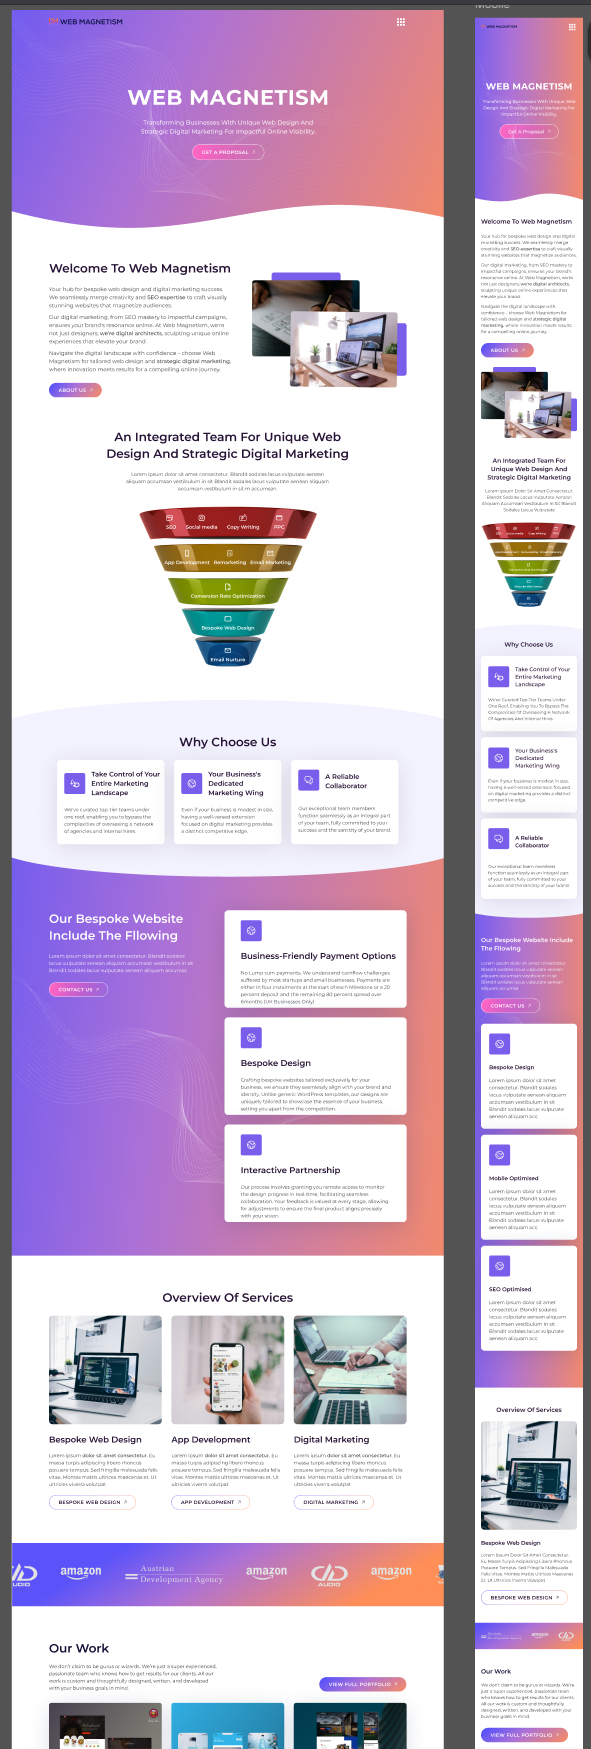 WEB MAGNETISM
WEB MAGNETISM
Transforming Businesses With Unique Web Design And
Strategic Digital Marketing For Impactful Online Visibility.
GET A PROPOSAL
Welcome To Web Magnetism
Your hub for bespoke web design and digital marketing success.
We seamlessly merge creativity and SEO expertise to craft visually
stunning websites that magnetize audiences.
Our digital marketing, from SEO mastery to impactful campaigns,
ensures your brand's resonance online. At Web Magnetism, we're
not just designers; we're digital architects, sculpting unique online
experiences that elevate your brand.
Navigate the digital landscape with confidence – choose Web
Magnetism for tailored web design and strategic digital marketing,
where innovation meets results for a compelling online journey.
ABOUT US
An Integrated Team For Unique Web
Design And Strategic Digital Marketing
Lorem ipsum dolor sit amet consectetur. Blandit sodales lacus vulputate aenean
aliquam accumsan vestibulum in sit blandit sodales lacus vulputate aliquam
accumsan vestibulum in sit m accumsan
SEO
Social media
Copy Writing
PPC
App Development
Remarketing
Email Marketing
Conversion Rate Optimization
Bespoke Web Design
Email Nurture
Why Choose Us
Take Control of Your
Entire Marketing
Landscape
We've curated top-tier teams under
one roof, enabling you to bypass the
complexities of overseeing a network
of agencies and internal hires.
Your Business's
Dedicated
Marketing Wing
Even if your business is modest in size,
having a well-versed extension
focused on digital marketing provides
a distinct competitive edge.
A Reliable
Collaborator
Our exceptional team members
function seamlessly as an integral part
of your team, fully committed to your
success and the sanctity of your brand.
Our Bespoke Website
Include The Fllowing
Lorem ipsum dolor sit amet consectetur. Blandit sodales
lacus vulputate aenean aliquam accumsan vestibulum in sit
Blandit sodales lacus vulputate aenean aliquam accumsan
CONTACT US
Business-Friendly Payment Options
No Lump sum payments. We understand cashflow challenges
suffered by most startups and small businesses. Payments are
either in four instalments at the start of each Milestone or a 20
percent deposit and the remaining 80 percent spread over
6months) (UK Businesses Only)
Bespoke Design
Crafting bespoke websites tailored exclusively for your
business, we ensure they seamlessly align with your brand and
identity. Unlike generic WordPress templates, our designs are
uniquely tailored to showcase the essence of your business,
setting you apart from the competition.
Interactive Partnership
Our process involves granting you remote access to monitor
the design progress in real-time, facilitating seamless
collaboration. Your feedback is valued at every stage, allowing
for adjustments to ensure the final product aligns precisely
with your vision.
Overview Of Services
Bespoke Web Design
Lorem ipsum dolor sit amet consectetur. Eu
massa turpis adipiscing libero rhoncus
posuere tempus. Sed fringilla malesuada felis
vitae. Montes mattis ultrices maecenas et. Ut
ultricies viverra volutpat
BESPOKE WEB DESIGN
App Development
Lorem ipsum dolor sit amet consectetur. Eu
massa turpis adipiscing libero rhoncus
posuere tempus. Sed fringilla malesuada felis
vitae. Montes mattis ultrices maecenas et. Ut
ultricies viverra volutpat
APP DEVELOPMENT
Digital Marketing
Lorem ipsum dolor sit amet consectetur. Eu
massa turpis adipiscing libero rhoncus
posuere tempus. Sed fringilla malesuada felis
vitae. Montes mattis ultrices maecenas et. Ut
ultricies viverra volutpat
DIGITAL MARKETING
AUDIO
amazon
Austrian
Development Agency
amazon
AUDIO
amazon
Our Work
We don't claim to be gurus or wizards. We're just a super experienced,
passionate team who knows how to get results for our clients. All our
work is custom and thoughtfully designed, written, and developed
with your business goals in mind
VIEW FULL PORTFOLIO
Mobile
WEB MAGNETISM
WEB MAGNETISM
Transforming Businesses With Unique Web
Design And Strategic Digital Marketing For
Impactful Online Visibility.
Get A Proposal
Welcome To Web Magnetism
Your hub for bespoke web design and digital
marketing success. We seamlessly merge
creativity and SEO expertise to craft visually
stunning websites that magnetize audiences.
Our digital marketing, from SEO mastery to
impactful campaigns, ensures your brand's
resonance online. At Web Magnetism, we're
not just designers; we're digital architects,
sculpting unique online experiences that
elevate your brand.
Navigate the digital landscape with
confidence – choose Web Magnetism for
tailored web design and strategic digital
marketing, where innovation meets results
for a compelling online journey.
ABOUT US
An Integrated Team For
Unique Web Design And
Strategic Digital Marketing
Lorem Ipsum Dolor Sit Amet Consectetur.
Blandit Sodales Lacus Vulputate Aenean
Aliquam Accumsan Vestibulum In Sit Blandit
Sodales Lacus Vulputate
Why Choose Us
Take Control of Your
Entire Marketing
Landscape
We've Curated Top-Tier Teams Under
One Roof, Enabling You To Bypass The
Complexities Of Overseeing A Network
Of Agencies And Internal Hires.
Your Business's
Dedicated
Marketing Wing
Even if your business is modest in size,
having a well-versed extension focused
on digital marketing provides a distinct
competitive edge.
A Reliable
Collaborator
Our exceptional team members
function seamlessly as an integral part
of your team, fully committed to your
success and the sanctity of your brand.
Our Bespoke Website Include
The Fllowing
Lorem ipsum dolor sit amet consectetur.
Blandit sodales lacus vulputate aenean
aliquam accumsan vestibulum in sit
Blandit sodales lacus vulputate aenean
aliquam accumsan
CONTACT US
Bespoke Design
Lorem ipsum dolor sit amet
consectetur. Blandit sodales
lacus vulputate aenean aliquam
accumsan vestibulum in sit
Blandit sodales lacus vulputate
aenean aliquam acc
Mobile Optimised
Lorem ipsum dolor sit amet
consectetur. Blandit sodales
lacus vulputate aenean aliquam
accumsan vestibulum in sit
Blandit sodales lacus vulputate
aenean aliquam acc
SEO Optimised
Lorem ipsum dolor sit amet
consectetur. Blandit sodales
lacus vulputate aenean aliquam
accumsan vestibulum in sit
Blandit sodales lacus vulputate
aenean aliquam acc
Overview Of Services
Bespoke Web Design
Lorem Ipsum Dolor Sit Amet Consectetur.
Eu Massa Turpis Adipiscing Libero Rhoncus
Posuere Tempus. Sed Fringilla Malesuada
Felis Vitae. Montes Mattis Ultrices Maecenas
Et. Ut Ultricies Viverra Volutpat
BESPOKE WEB DESIGN
amazon
Our Work
We don't claim to be gurus or wizards. We're
just a super experienced, passionate team
who knows how to get results for our clients.
All our work is custom and thoughtfully
designed, written, and developed with your
business goals in mind
VIEW FULL PORTFOLIO